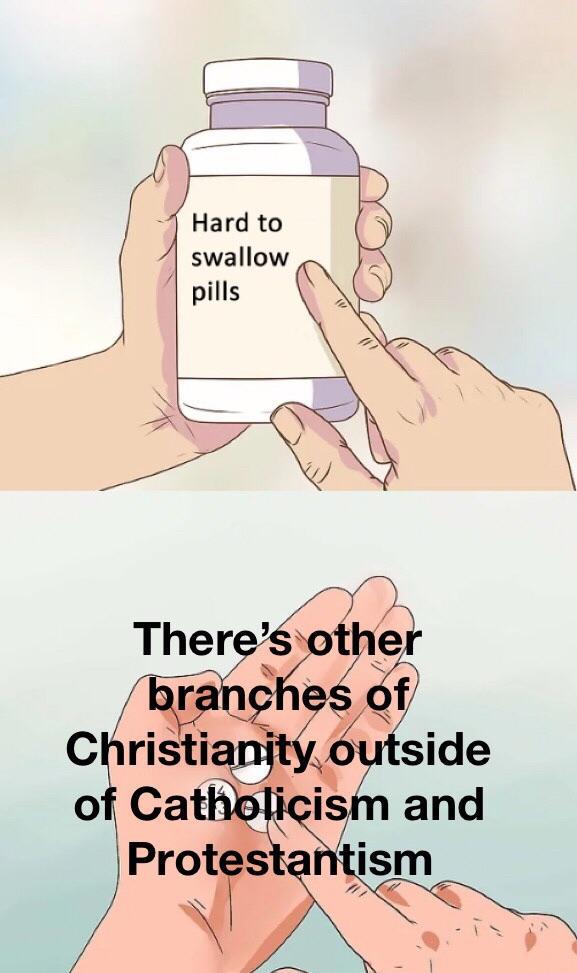 Hard to
swallow
pills
There’s other
branches of
Christianity outside
of Catholicism and
Protestantism